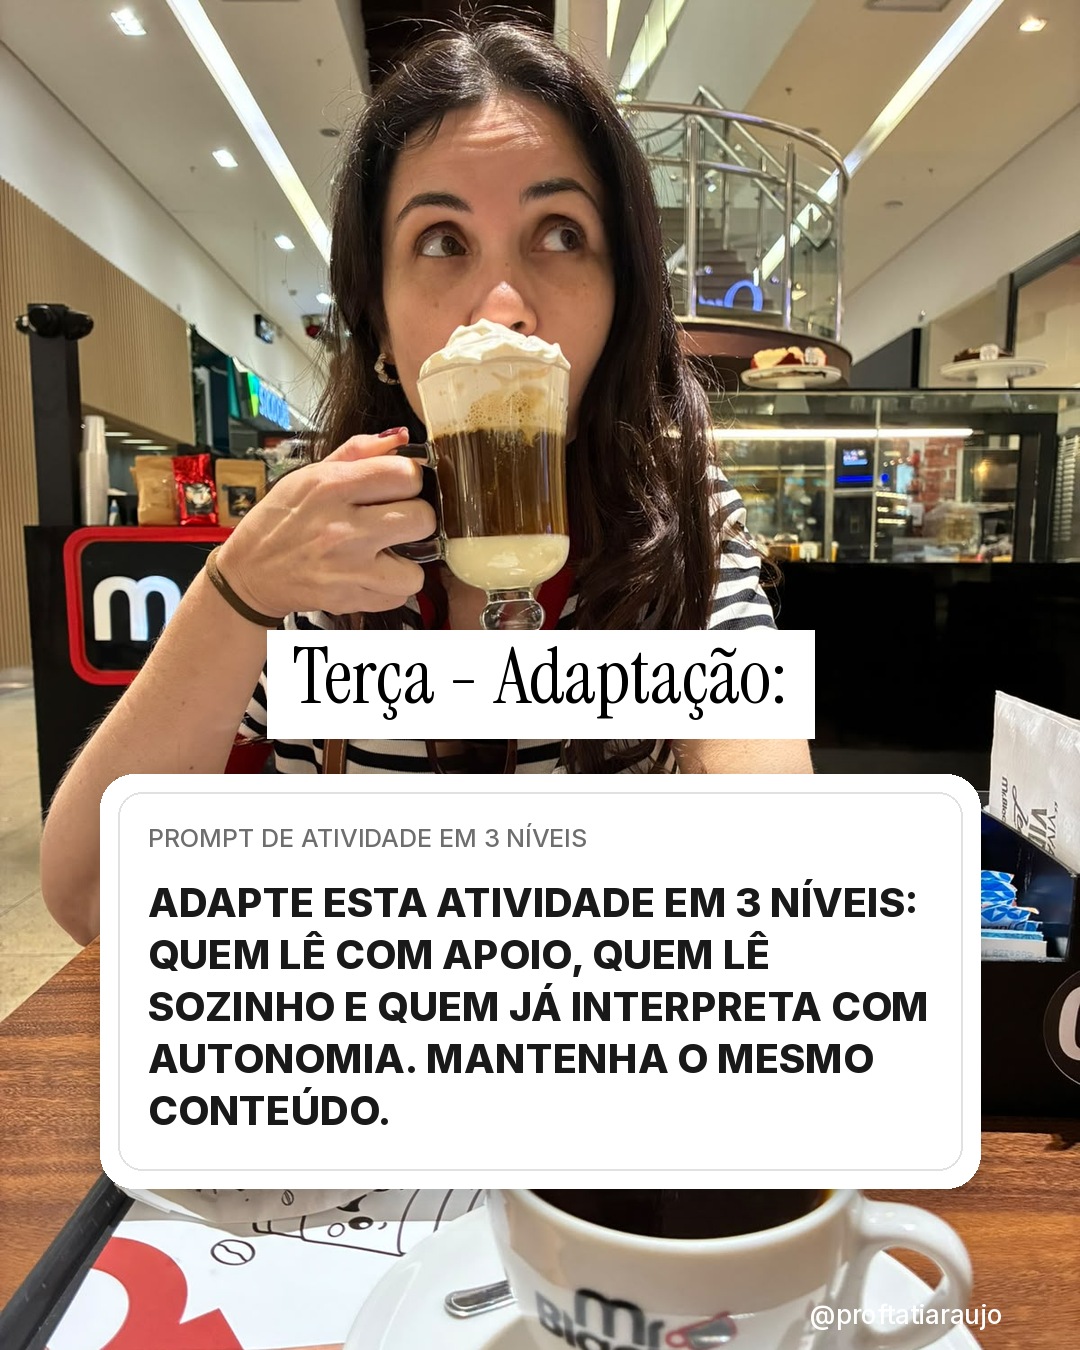 Terça - Adaptação:
PROMPT DE ATIVIDADE EM 3 NÍVEIS
ADAPTE ESTA ATIVIDADE EM 3 NÍVEIS:
QUEM LÊ COM APOIO, QUEM LÊ
SOZINHO E QUEM JÁ INTERPRETA COM
AUTONOMIA. MANTENHA O MESMO
CONTEÚDO.
Mr
@proftatiaraujo